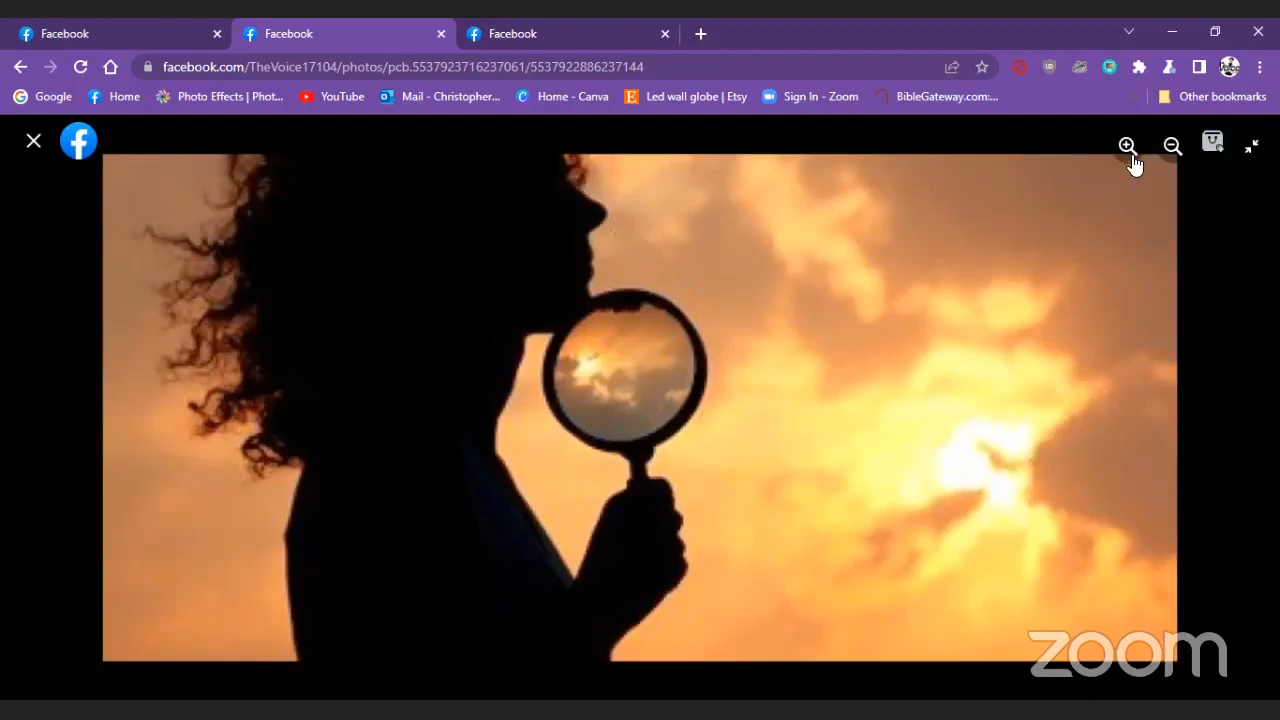 Facebook
Facebook
Facebook
facebook.com/TheVoice17104/photos/pcb.5537923716237061/5537922886237144
Google
Home
Photo Effects | Phot...
YouTube
Mail - Christopher...
Home - Canva
Led wall globe | Etsy
Sign In - Zoom
BibleGateway.com:...
Other bookmarks
zoom